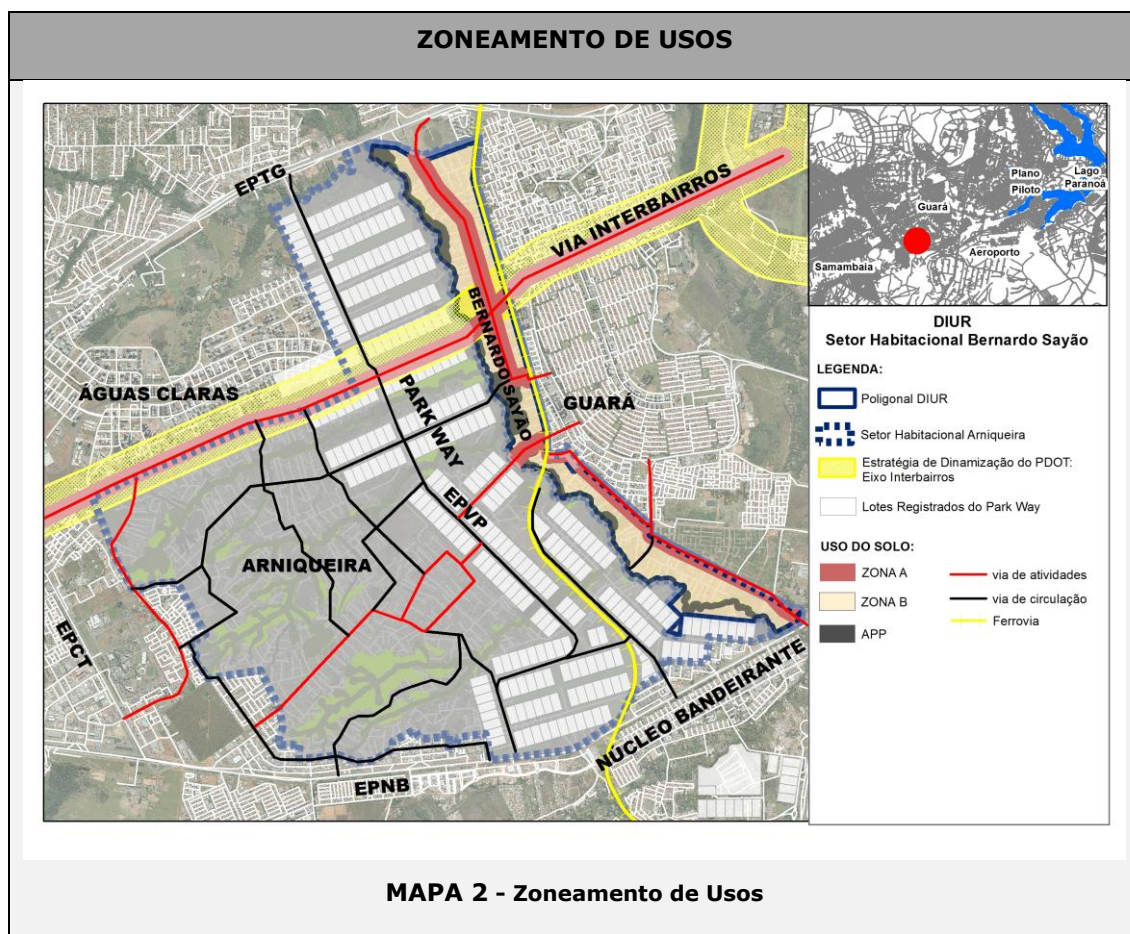 ZONEAMENTO DE USOS
EPTG
VIA INTERBAIRROS
BERNARDO SAYÃO
ÁGUAS CLARAS
PARK WAY
GUARÁ
EPVP
ARNIQUEIRA
EPCT
NÚCLEO BANDEIRANTE
EPNB
Plano
Piloto
Lago
Paranoá
Guará
Aeroporto
Samambaia
DIUR
Setor Habitacional Bernardo Sayão
LEGENDA:
Poligonal DIUR
Setor Habitacional Arniqueira
Estratégia de Dinamização do PDOT:
Eixo Interbairros
Lotes Registrados do Park Way
USO DO SOLO:
ZONA A
via de atividades
ZONA B
via de circulação
APP
Ferrovia
MAPA 2 - Zoneamento de Usos